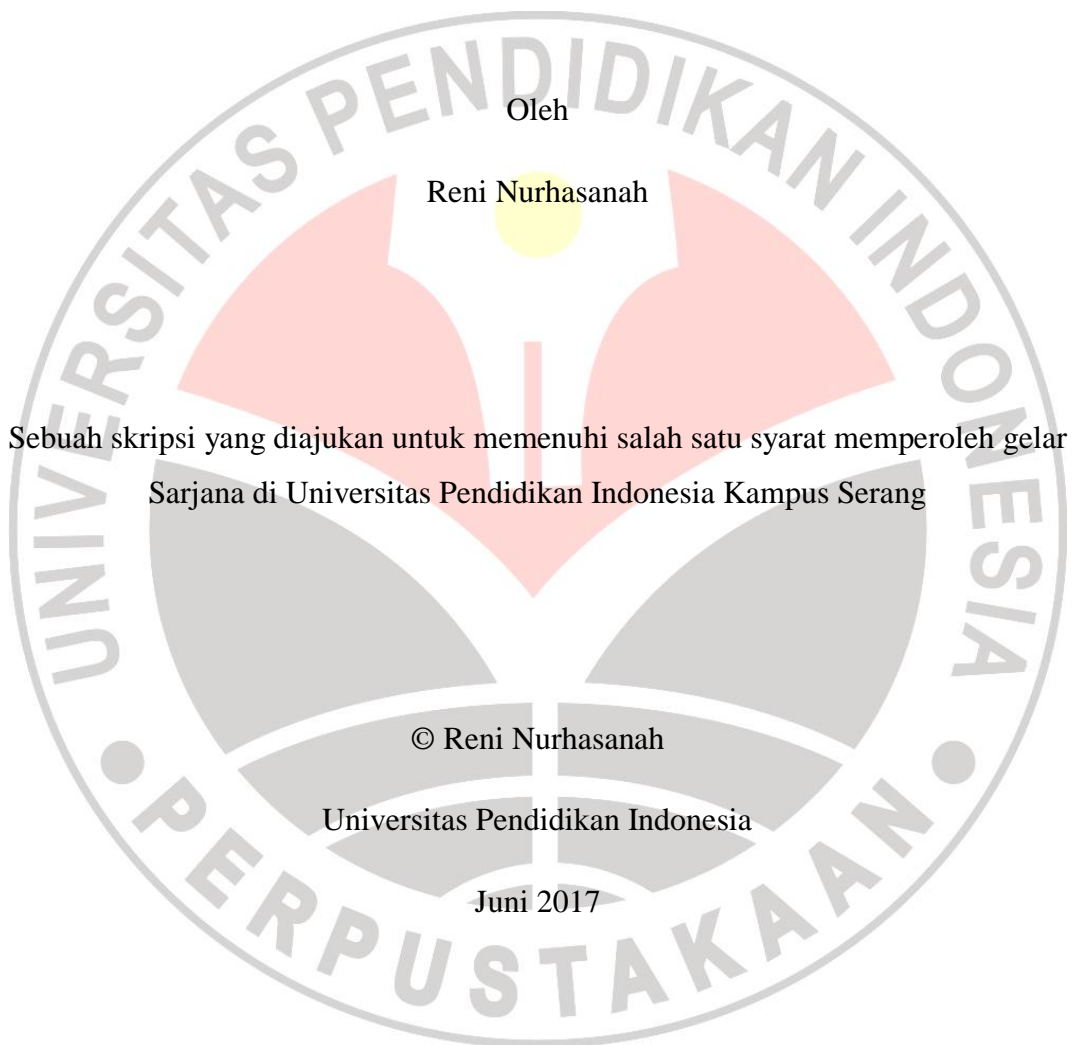 UNIVERSITAS PENDIDIKAN INDONESIA
Oleh
Reni Nurhasanah
Sebuah skripsi yang diajukan untuk memenuhi salah satu syarat memperoleh gelar
Sarjana di Universitas Pendidikan Indonesia Kampus Serang
© Reni Nurhasanah
Universitas Pendidikan Indonesia
Juni 2017
PERPUSTAKAAN